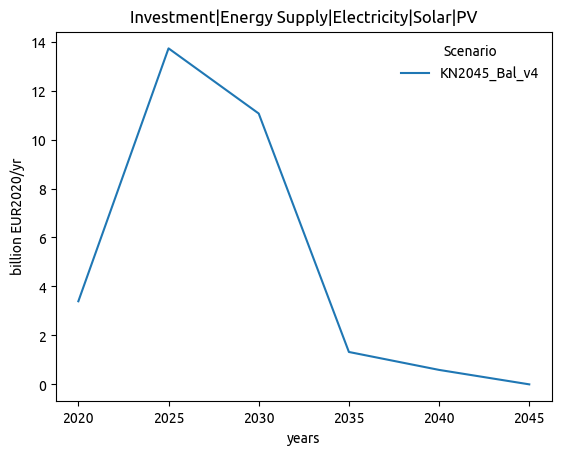 Investment|Energy Supply|Electricity|Solar|PV
Scenario
KN2045_Bal_v4
billion EUR2020/yr
14
12
10
8
6
4
2
0
2020 2025 2030 2035 2040 2045
years